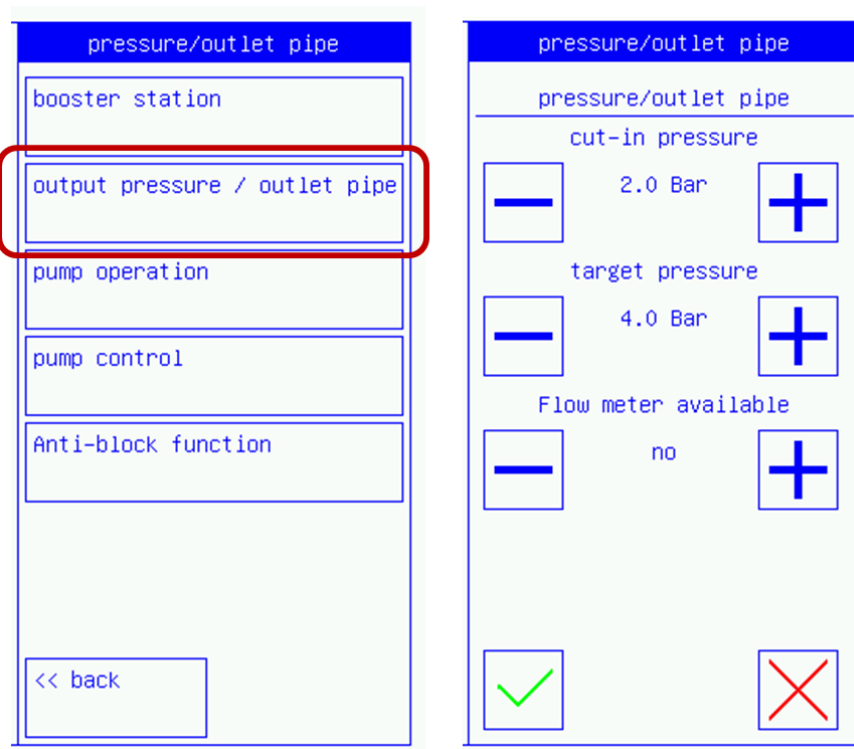 pressure/outlet pipe
booster station
output pressure / outlet pipe
pump operation
pump control
Anti-block function
<< back
pressure/outlet pipe
pressure/outlet pipe
cut-in pressure
2.0 Bar
target pressure
4.0 Bar
Flow meter available
no